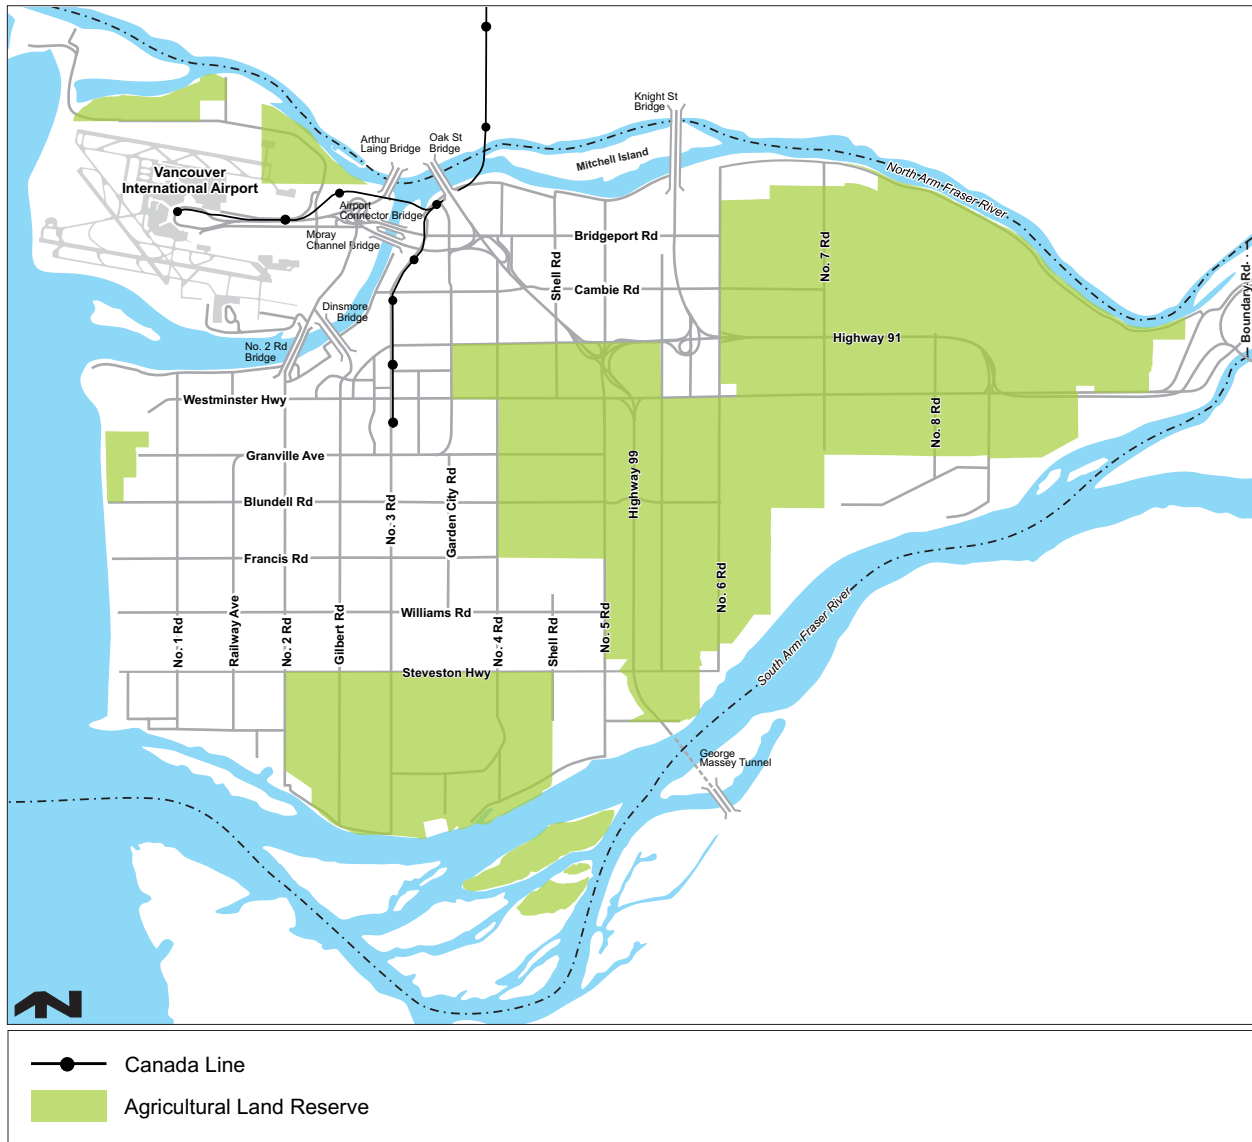 Knight St
Bridge
Arthur
Laing Bridge
Oak St
Bridge
Mitchell Island
Vancouver
International Airport
North Arm Fraser River
Airport
Connector Bridge
Moray
Channel Bridge
Bridgeport Rd
No. 7 Rd
Shell Rd
Cambie Rd
Boundary Rd.
Dinsmore
Bridge
No. 2 Rd
Bridge
Highway 91
Westminster Hwy
No. 8 Rd
Granville Ave
Highway 99
Garden City Rd
Blundell Rd
No. 3 Rd
Francis Rd
No. 6 Rd
Williams Rd
No. 1 Rd
Railway Ave
No. 2 Rd
Gilbert Rd
No. 4 Rd
Shell Rd
No. 5 Rd
South Arm Fraser River
Steveston Hwy
George
Massey Tunnel
N
Canada Line
Agricultural Land Reserve